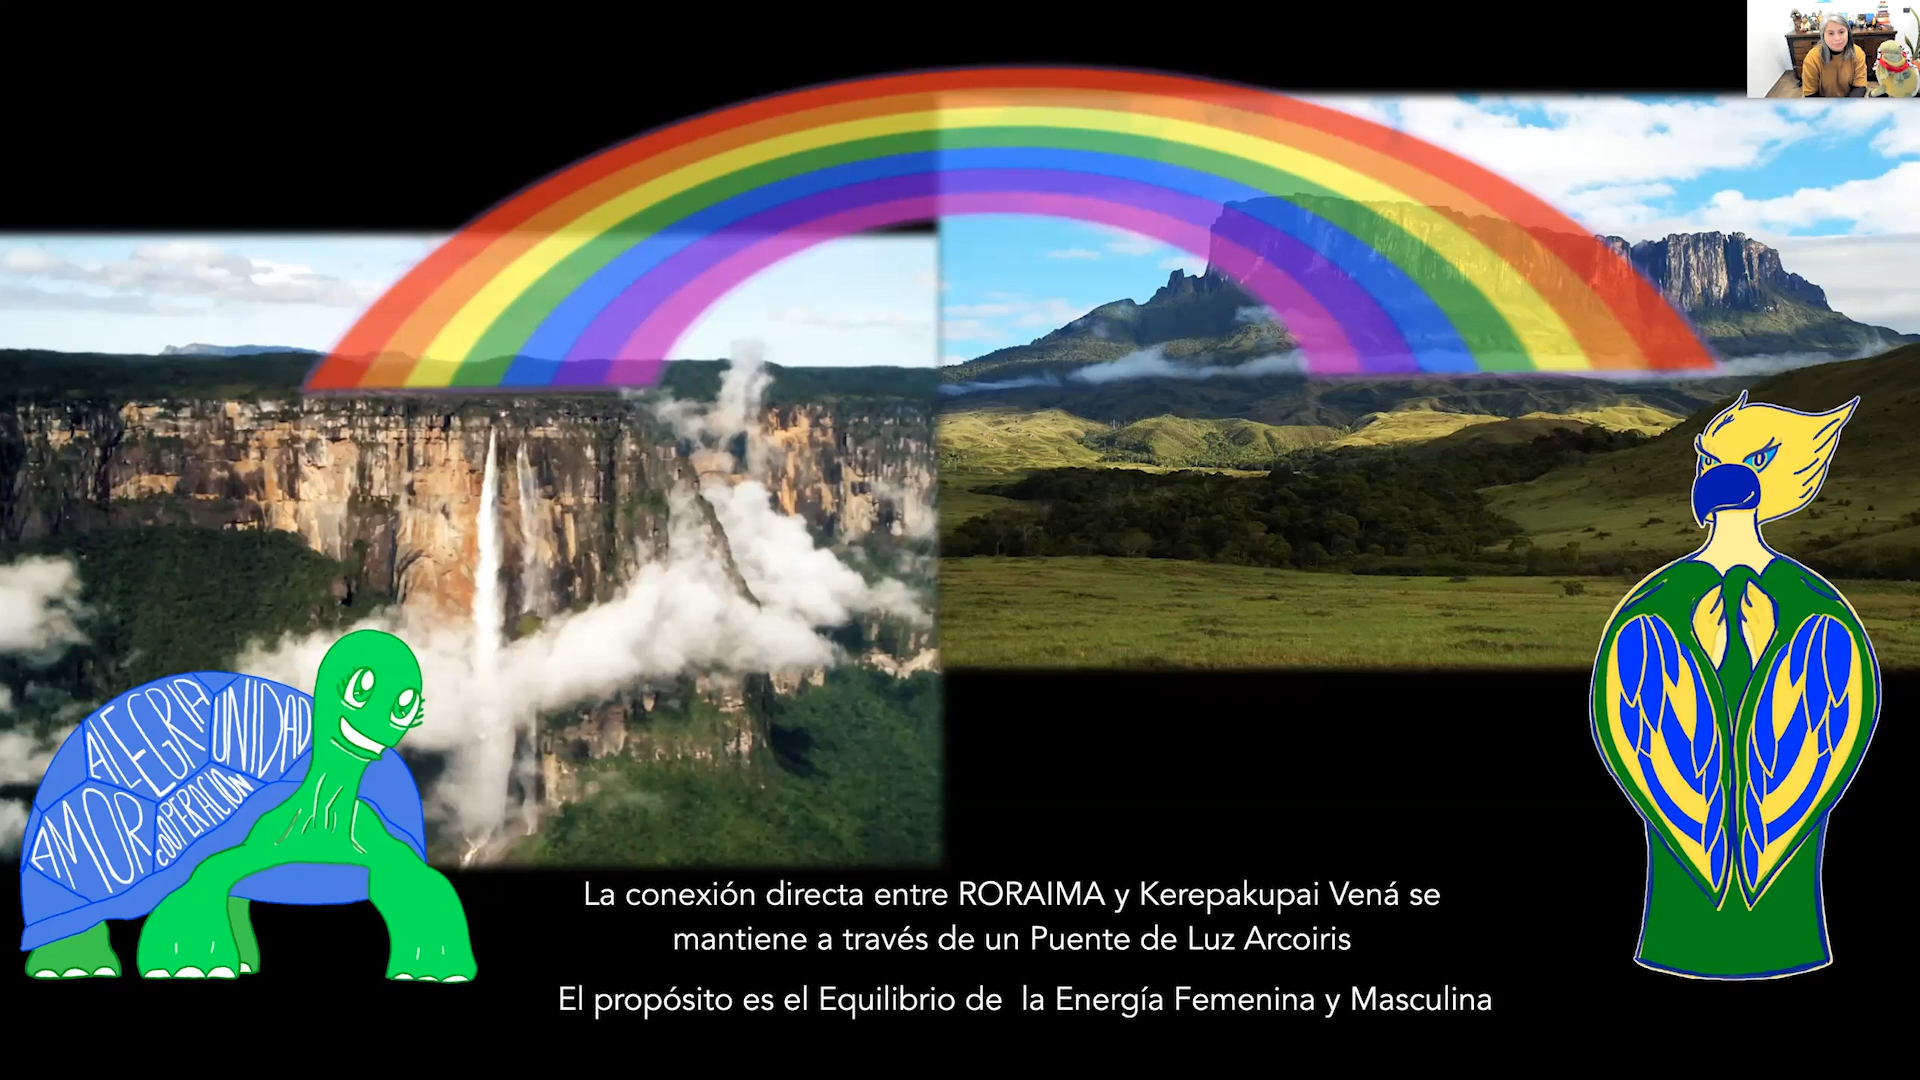 ALEGRIA
UNIDAD
AMOR
COOPERACION
La conexión directa entre RORAIMA y Kerepakupai Vená se
mantiene a través de un Puente de Luz Arcoiris
El propósito es el Equilibrio de la Energía Femenina y Masculina